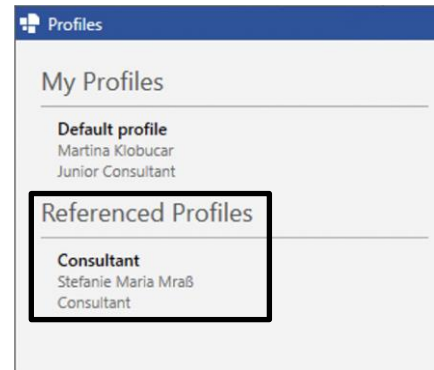 Profiles
My Profiles
Default profile
Martina Klobucar
Junior Consultant
Referenced Profiles
Consultant
Stefanie Maria Mraß
Consultant